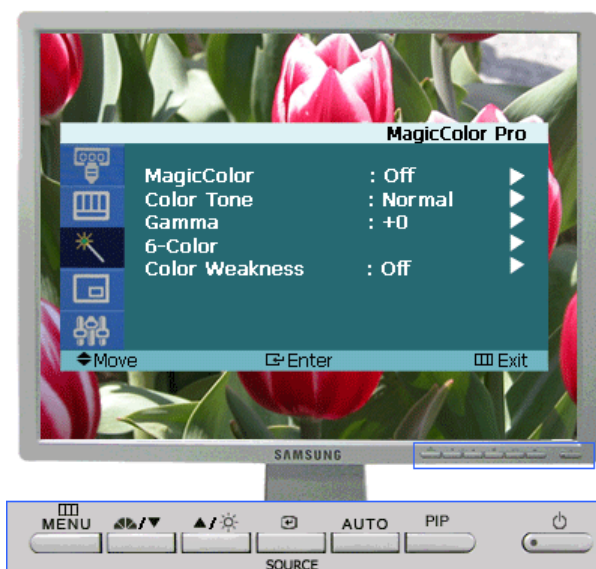 MagicColor Pro
MagicColor : Off
Color Tone : Normal
Gamma : +0
6-Color
Color Weakness : Off
Move Enter Exit
SAMSUNG
MENU / / AUTO PIP
SOURCE